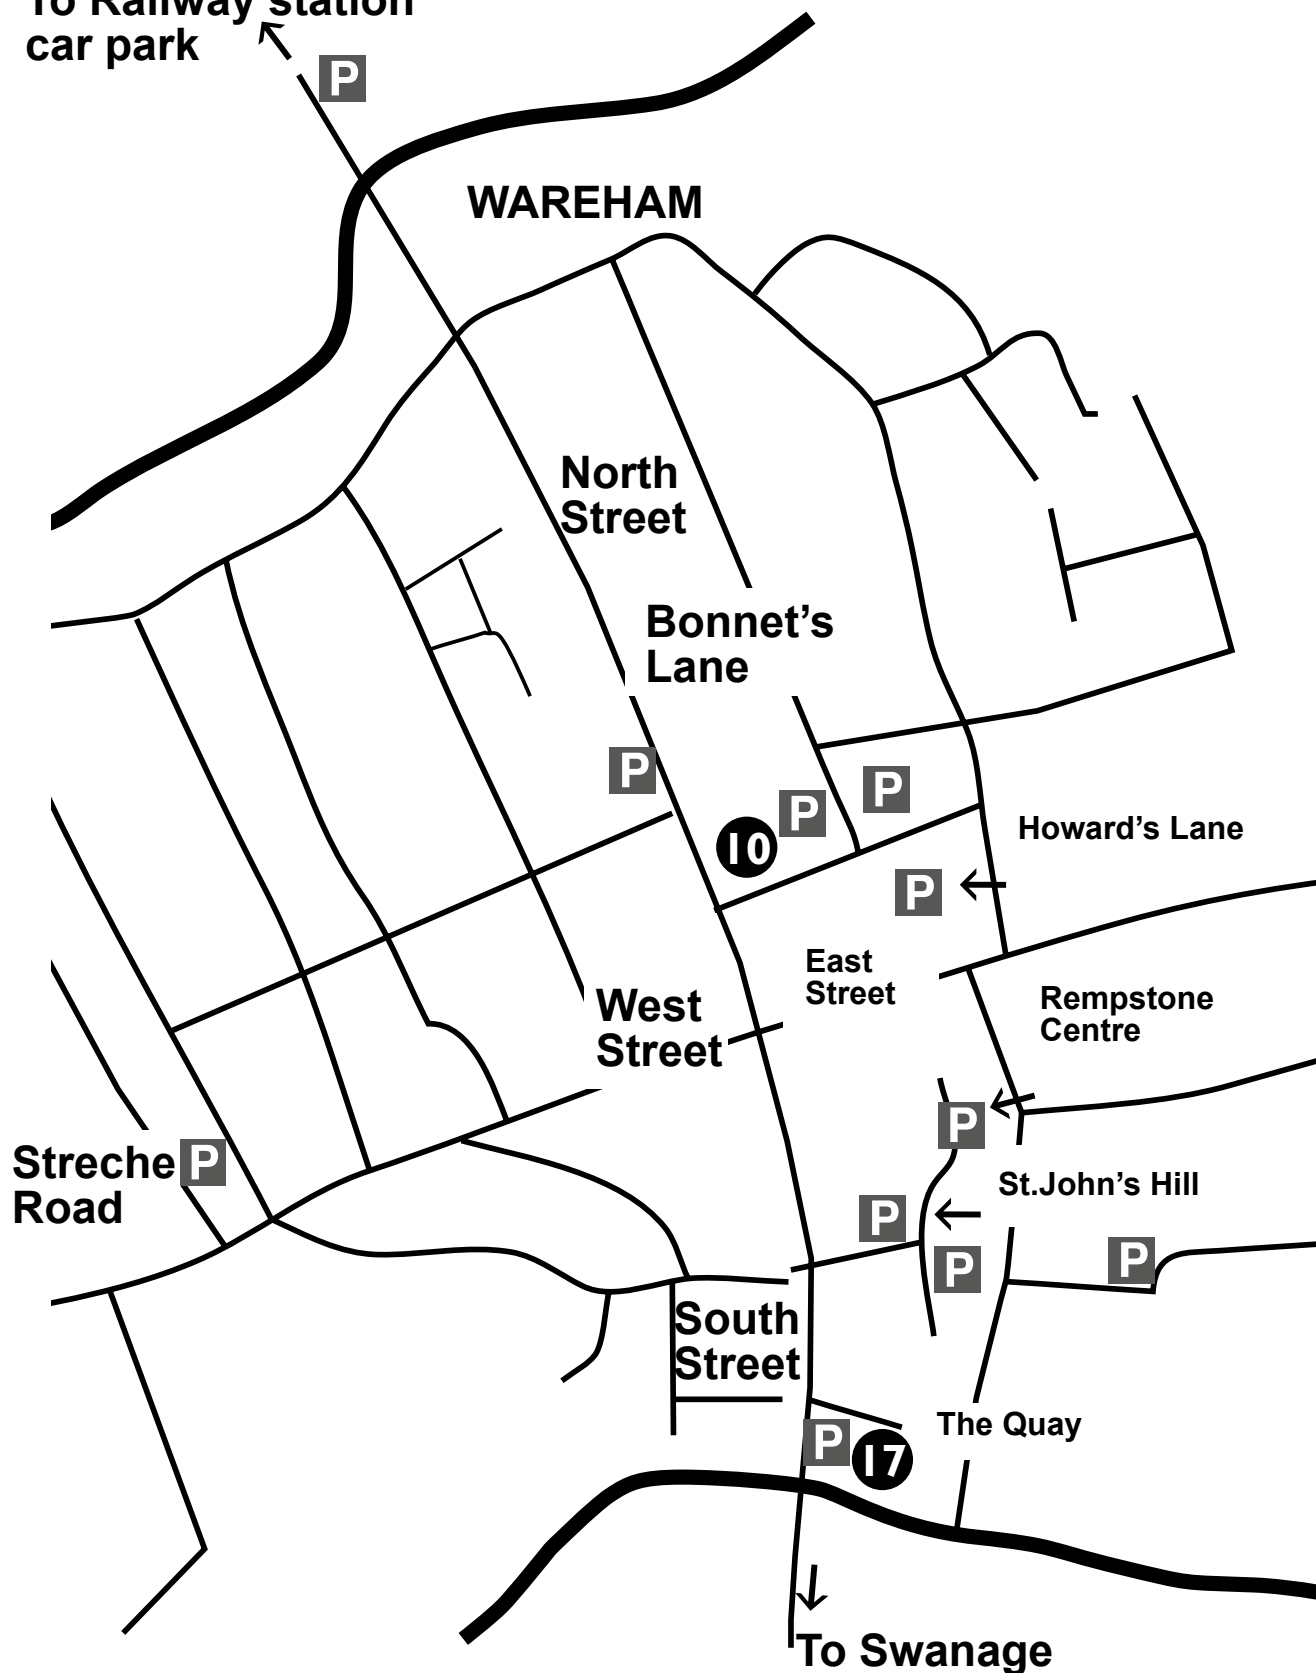 To Railway station
car park
P
WAREHAM
North
Street
Bonnet's
Lane
P
P
P
10
Howard's Lane
P
East
Street
West
Street
Rempstone
Centre
P
Streche
Road
P
St.John's Hill
P
P
P
South
Street
The Quay
P
17
To Swanage